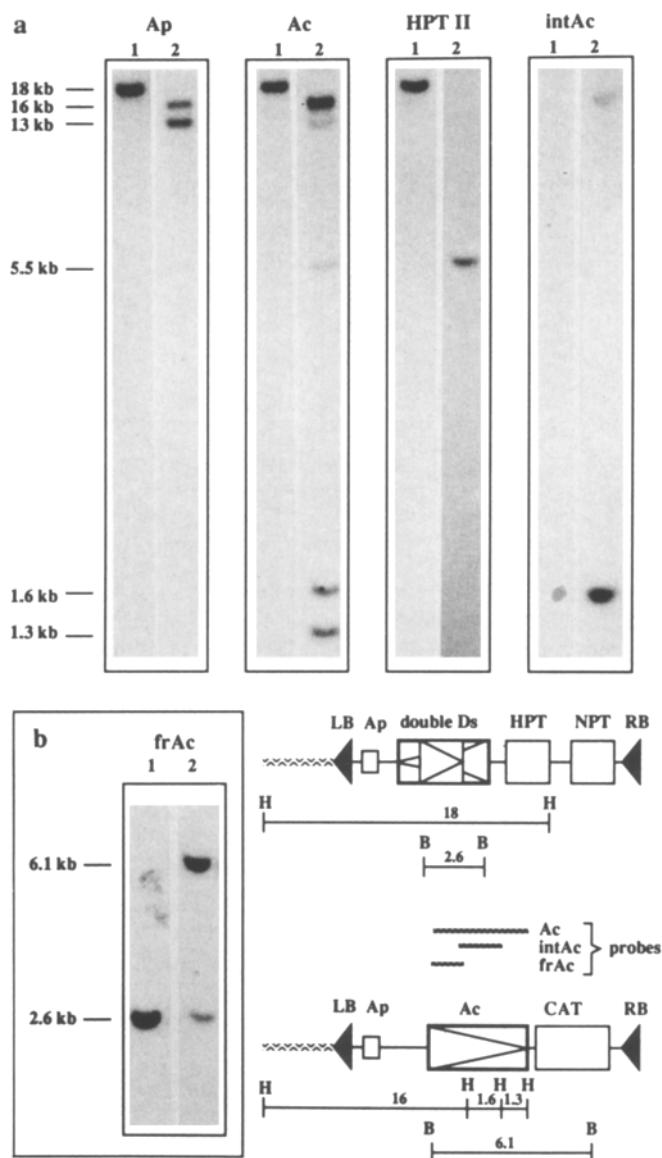 a
Ap Ac HPT II intAc
1 2 1 2 1 2 1 2
18 kb
16 kb
13 kb
5.5 kb
1.6 kb
1.3 kb
b
frAc
1 2
6.1 kb
2.6 kb
LB Ap double Ds HPT NPT RB
H H
18
B B
2.6
Ac
intAc
frAc
probes
LB Ap Ac CAT RB
H H H H
16 1.6 1.3
B B
6.1